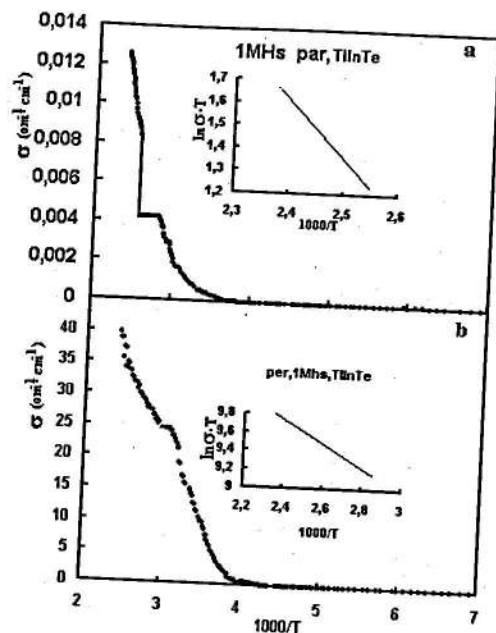 0,014
a
1MHs par, TlInTe
0,012
0,01
0,008
0,006
0,004
0,002
0
σ (om⁻¹ cm⁻¹)
1,7
1,6
1,5
1,4
1,3
1,2
lnσ·T
2,3 2,4 2,5 2,6
1000/T
b
40
35
30
25
20
15
10
5
0
σ (om⁻¹ cm⁻¹)
per,1Mhs,TlInTe
9,8
9,6
9,4
9,2
9
lnσ·T
2,2 2,4 2,6 2,8 3
1000/T
2 3 4 5 6 7
1000/T